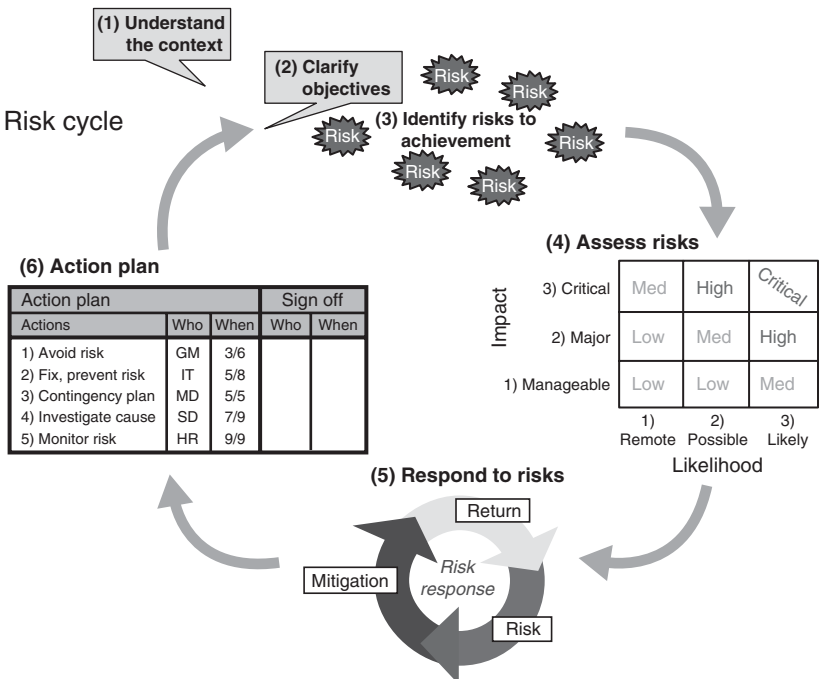 (1) Understand
the context
(2) Clarify
objectives
Risk cycle
Risk
Risk
Risk
(3) Identify risks to
achievement
Risk
Risk
Risk
(4) Assess risks
Impact
3) Critical Med High Critical
2) Major Low Med High
1) Manageable Low Low Med
1) 2) 3)
Remote Possible Likely
Likelihood
(6) Action plan
Action plan Sign off
Actions Who When Who When
1) Avoid risk GM 3/6
2) Fix, prevent risk IT 5/8
3) Contingency plan MD 5/5
4) Investigate cause SD 7/9
5) Monitor risk HR 9/9
(5) Respond to risks
Return
Mitigation
Risk
response
Risk